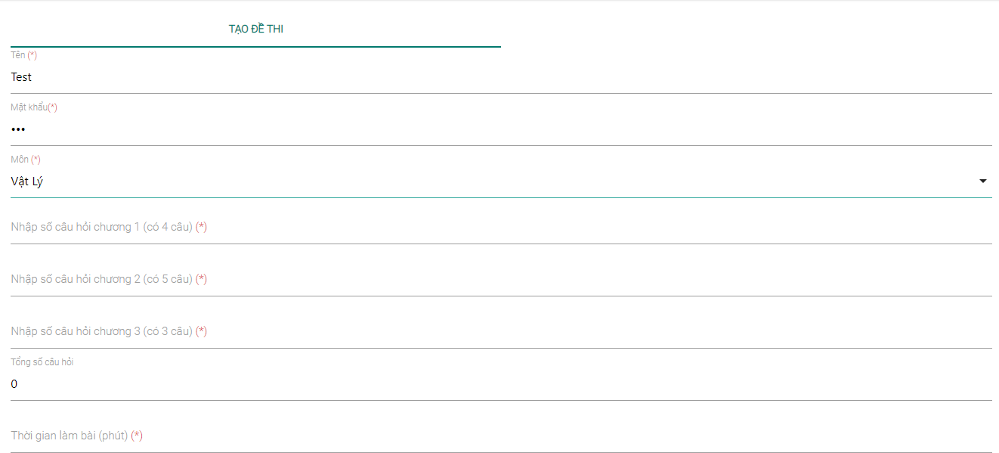 TẠO ĐỀ THI
Tên (*)
Test
Mật khẩu(*)
•••
Môn (*)
Vật Lý
Nhập số câu hỏi chương 1 (có 4 câu) (*)
Nhập số câu hỏi chương 2 (có 5 câu) (*)
Nhập số câu hỏi chương 3 (có 3 câu) (*)
Tổng số câu hỏi
0
Thời gian làm bài (phút) (*)